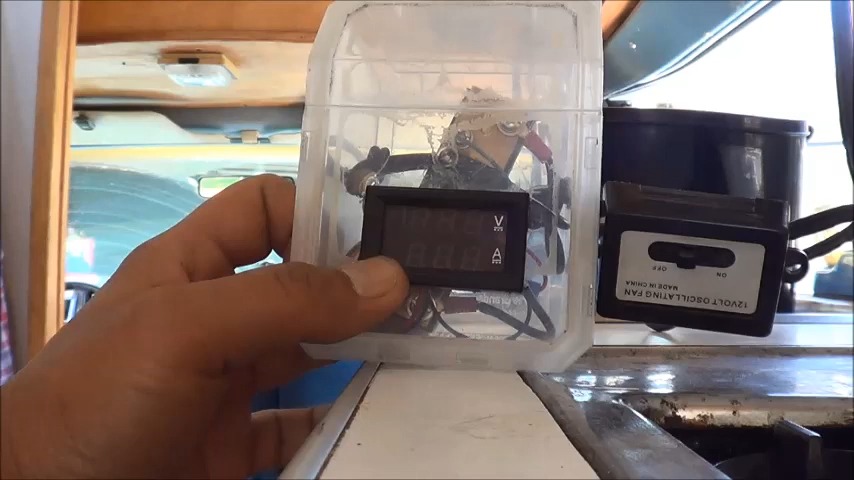 V
A
OFF
ON
12VOLT OSCILLATING FAN
MADE IN CHINA